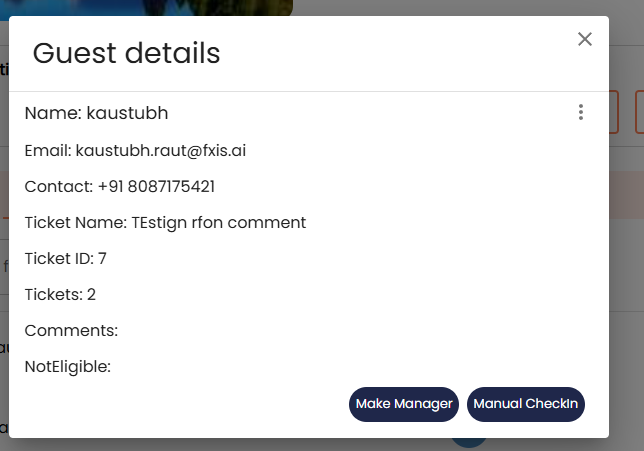 Guest details
Name: kaustubh
Email: kaustubh.raut@fxis.ai
Contact: +91 8087175421
Ticket Name: TEstign rfon comment
Ticket ID: 7
Tickets: 2
Comments:
NotEligible:
Make Manager
Manual CheckIn